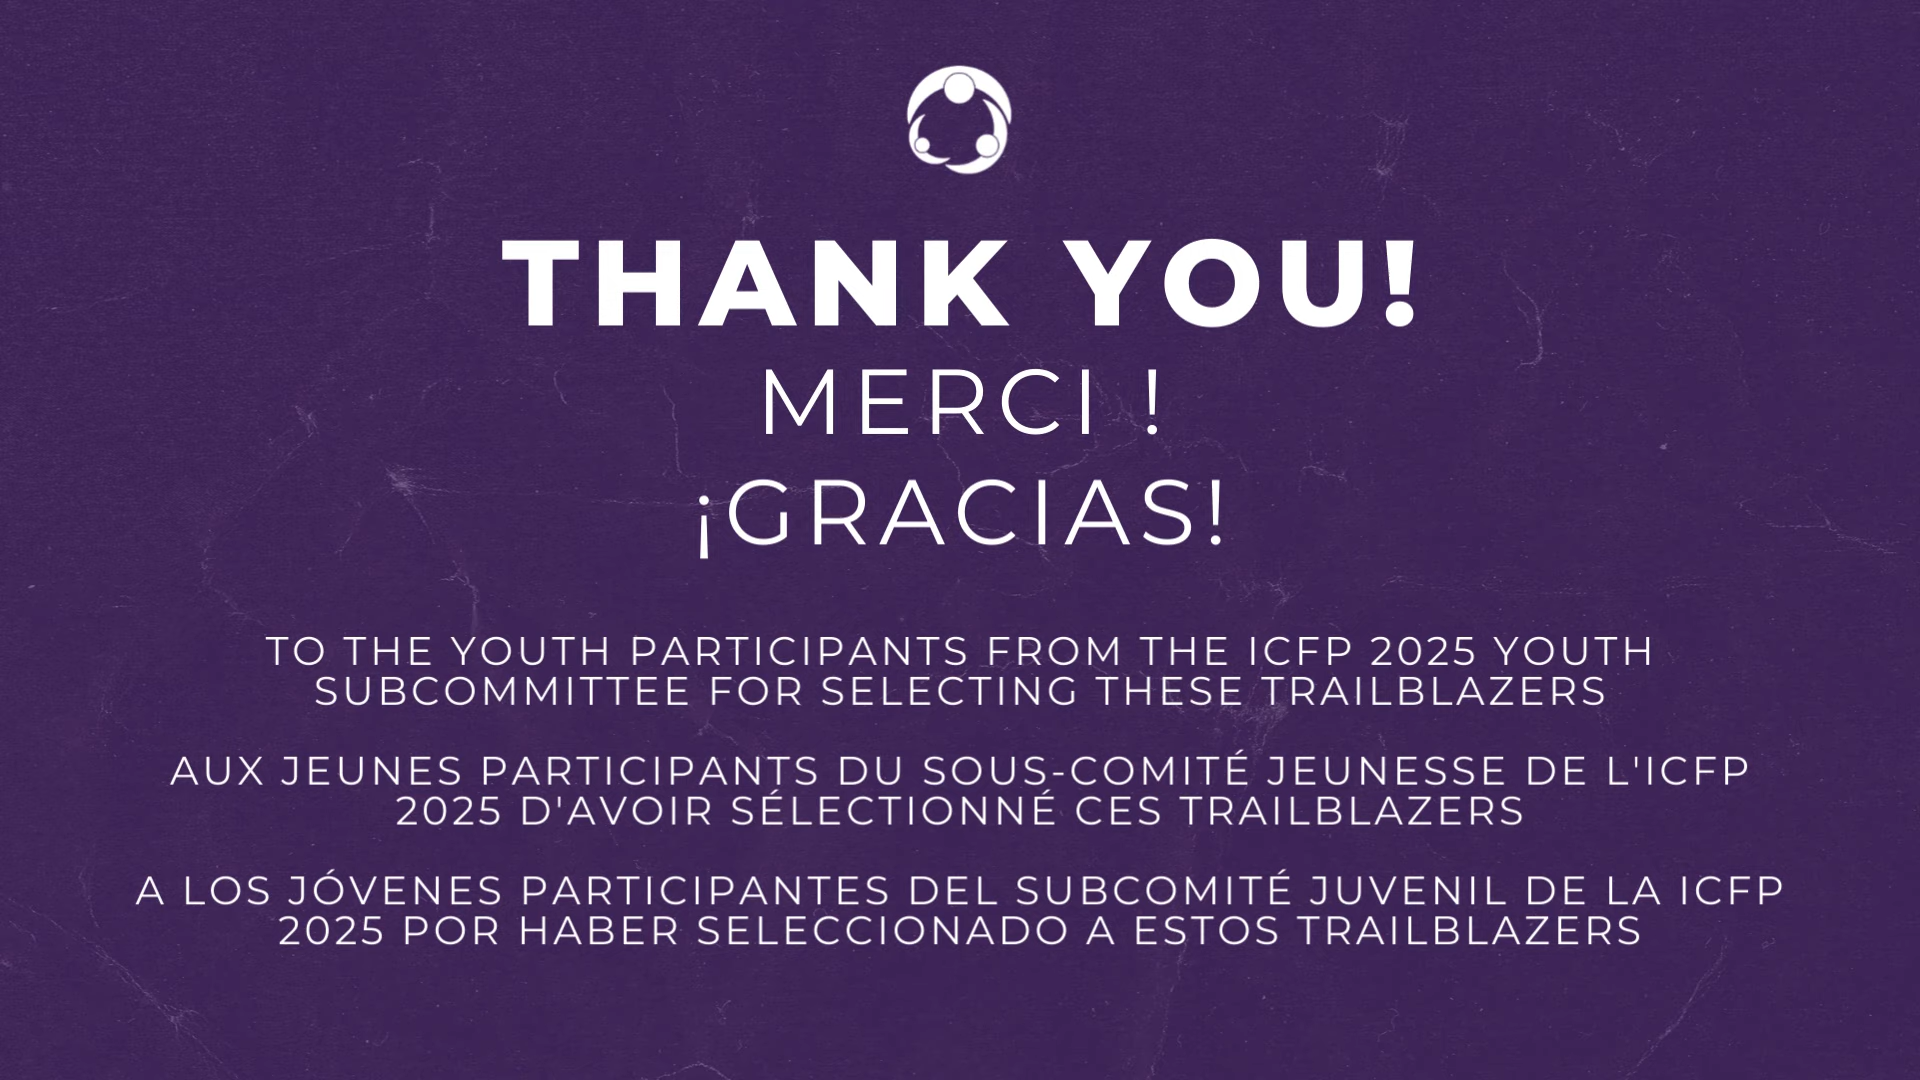 THANK YOU!
MERCI !
¡GRACIAS!
TO THE YOUTH PARTICIPANTS FROM THE ICFP 2025 YOUTH
SUBCOMMITTEE FOR SELECTING THESE TRAILBLAZERS
AUX JEUNES PARTICIPANTS DU SOUS-COMITÉ JEUNESSE DE L'ICFP
2025 D'AVOIR SÉLECTIONNÉ CES TRAILBLAZERS
A LOS JÓVENES PARTICIPANTES DEL SUBCOMITÉ JUVENIL DE LA ICFP
2025 POR HABER SELECCIONADO A ESTOS TRAILBLAZERS